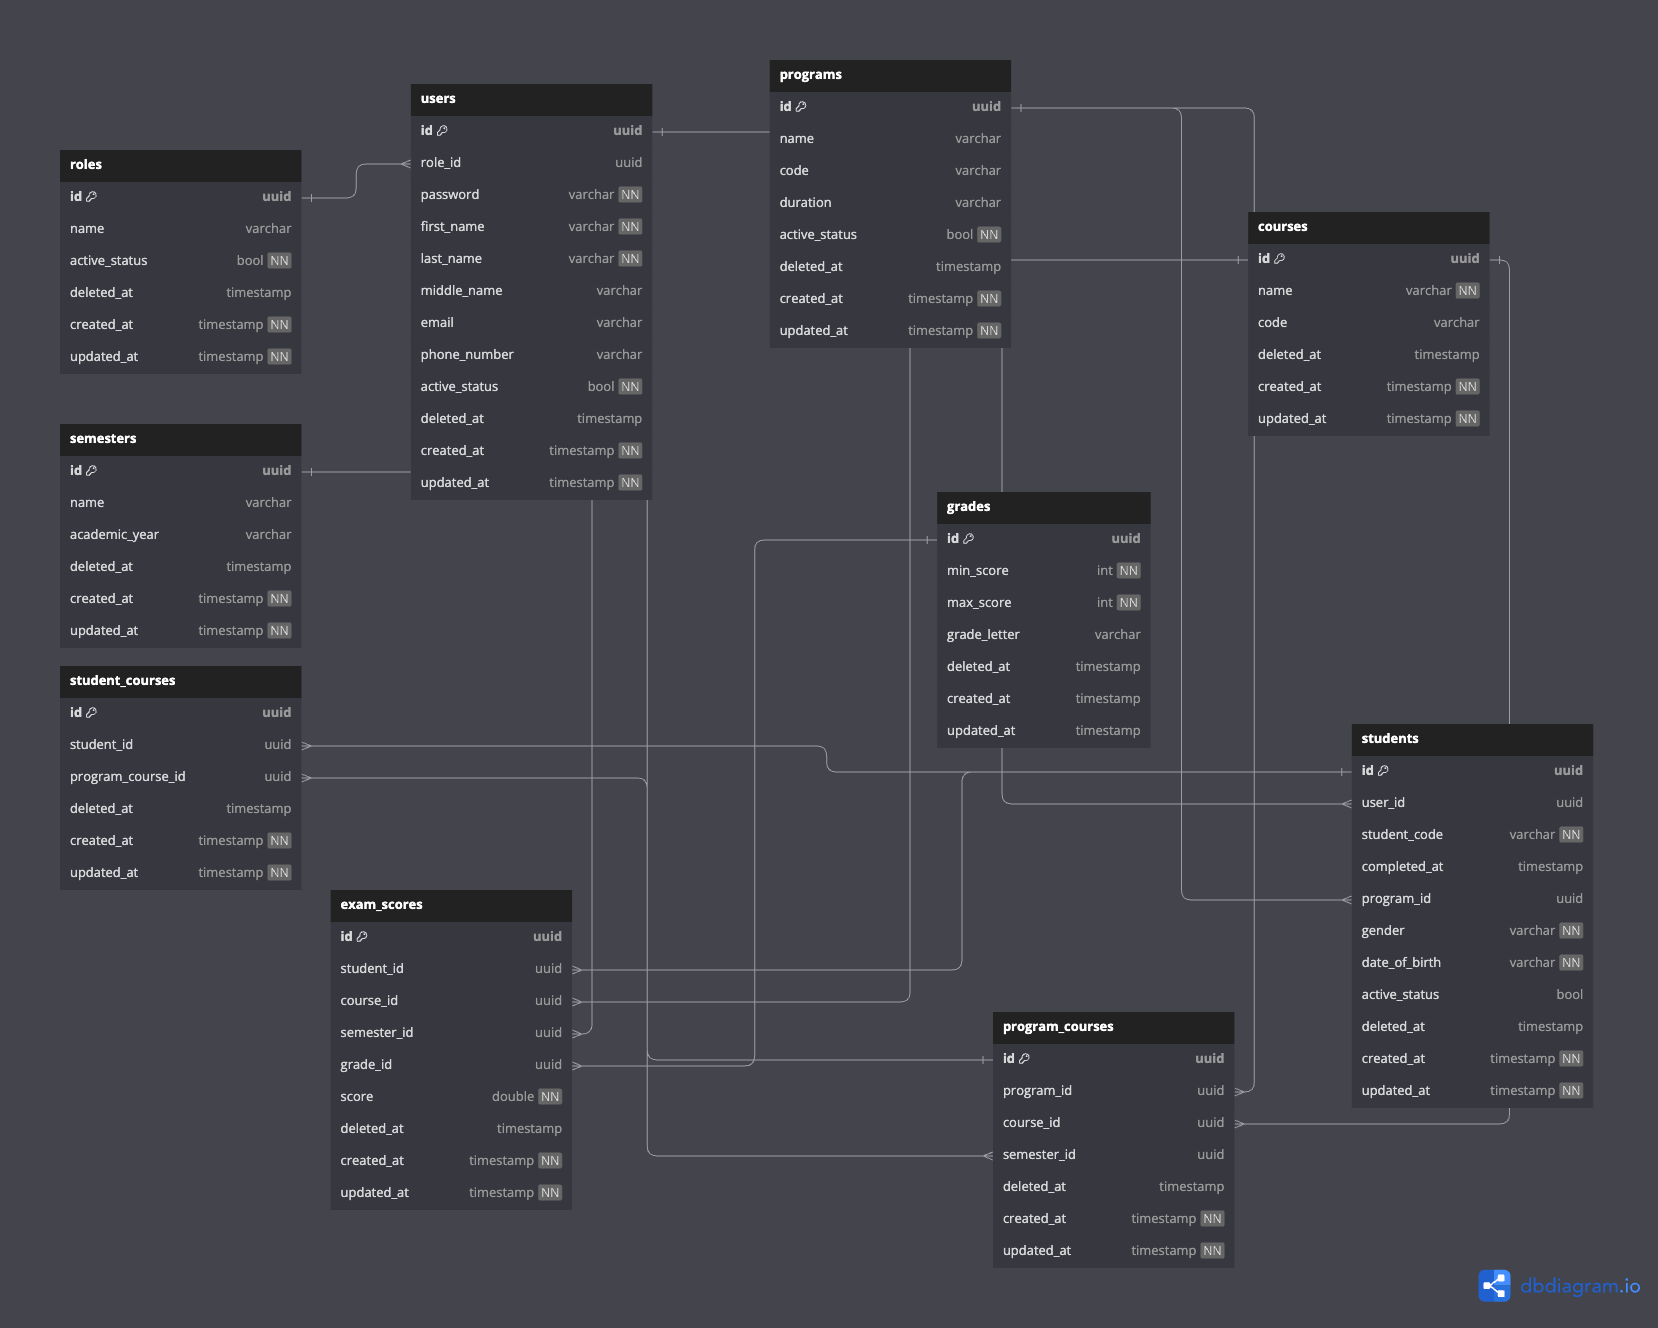 programs
id uuid
name varchar
code varchar
duration varchar
active_status bool NN
deleted_at timestamp
created_at timestamp NN
updated_at timestamp NN
users
id uuid
role_id uuid
password varchar NN
first_name varchar NN
last_name varchar NN
middle_name varchar
email varchar
phone_number varchar
active_status bool NN
deleted_at timestamp
created_at timestamp NN
updated_at timestamp NN
roles
id uuid
name varchar
active_status bool NN
deleted_at timestamp
created_at timestamp NN
updated_at timestamp NN
courses
id uuid
name varchar NN
code varchar
deleted_at timestamp
created_at timestamp NN
updated_at timestamp NN
semesters
id uuid
name varchar
academic_year varchar
deleted_at timestamp
created_at timestamp NN
updated_at timestamp NN
grades
id uuid
min_score int NN
max_score int NN
grade_letter varchar
deleted_at timestamp
created_at timestamp
updated_at timestamp
student_courses
id uuid
student_id uuid
program_course_id uuid
deleted_at timestamp
created_at timestamp NN
updated_at timestamp NN
students
id uuid
user_id uuid
student_code varchar NN
completed_at timestamp
program_id uuid
gender varchar NN
date_of_birth varchar NN
active_status bool
deleted_at timestamp
created_at timestamp NN
updated_at timestamp NN
exam_scores
id uuid
student_id uuid
course_id uuid
semester_id uuid
grade_id uuid
score double NN
deleted_at timestamp
created_at timestamp NN
updated_at timestamp NN
program_courses
id uuid
program_id uuid
course_id uuid
semester_id uuid
deleted_at timestamp
created_at timestamp NN
updated_at timestamp NN
dbdiagram.io